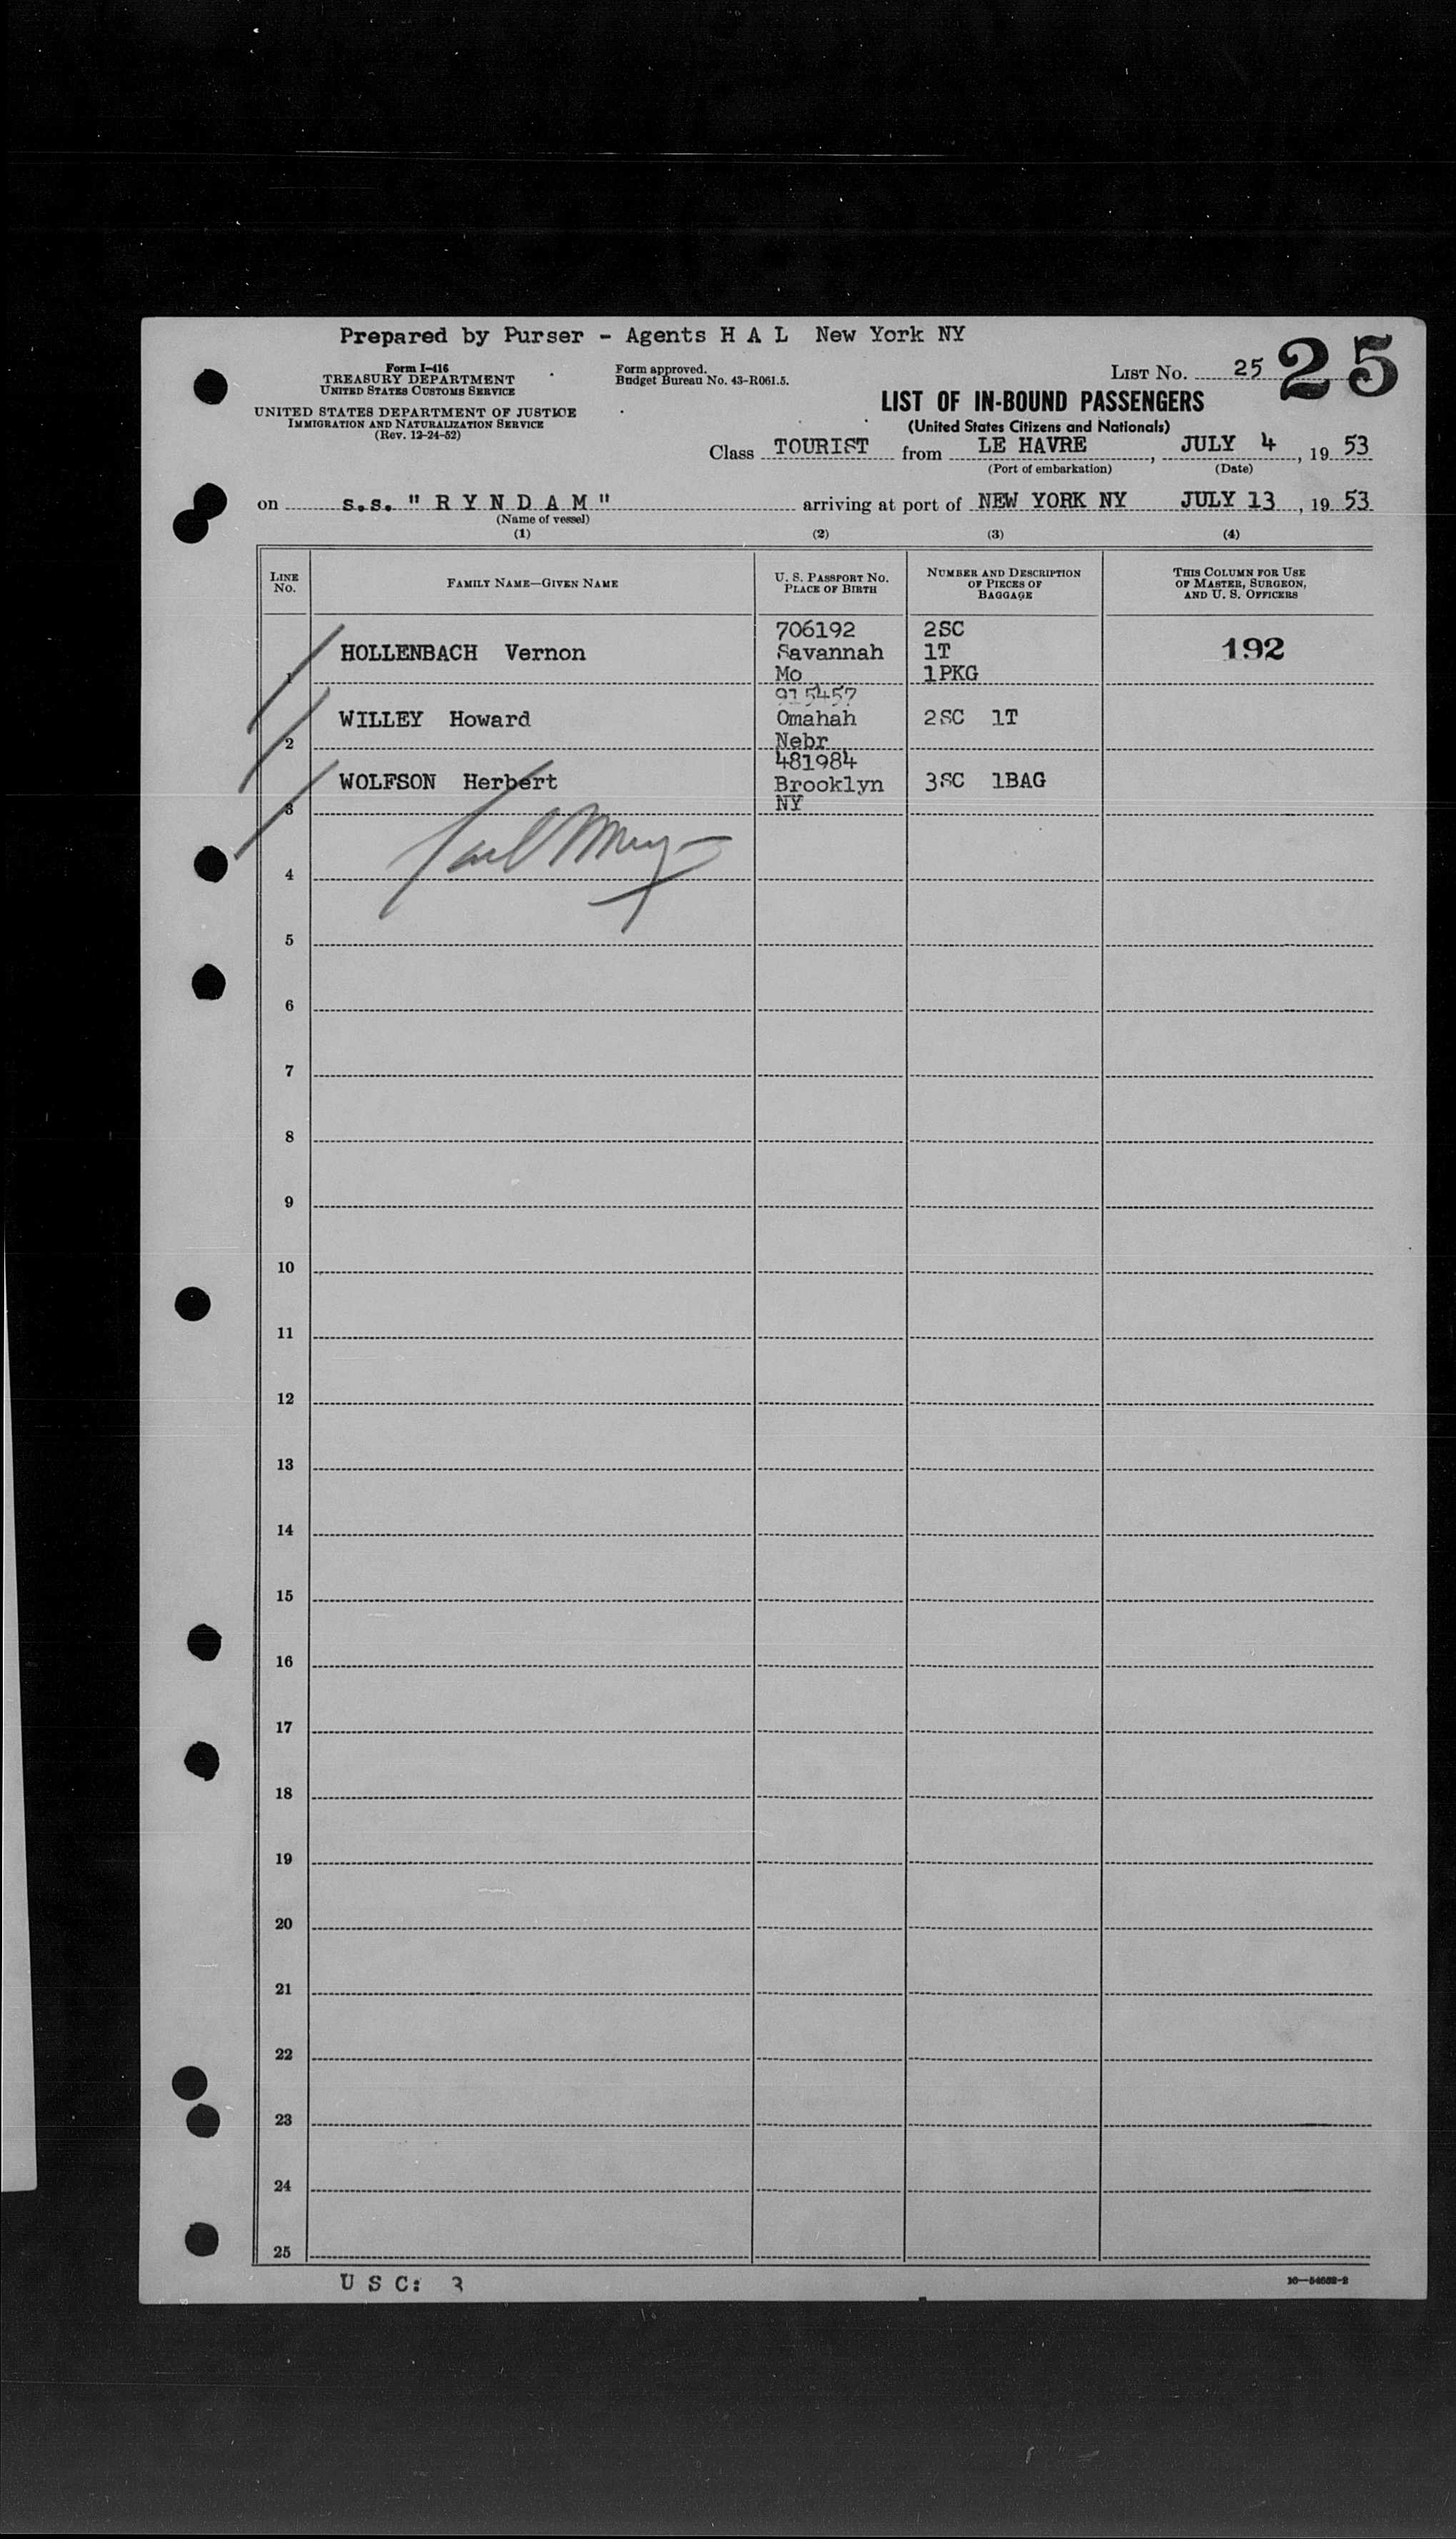 Prepared by Purser - Agents H A L New York NY
Form I-416
TREASURY DEPARTMENT
UNITED STATES CUSTOMS SERVICE
UNITED STATES DEPARTMENT OF JUSTICE
IMMIGRATION AND NATURALIZATION SERVICE
(Rev. 12-24-52)
Form approved.
Budget Bureau No. 43-R061.5.
LIST No. 25
25
LIST OF IN-BOUND PASSENGERS
(United States Citizens and Nationals)
Class TOURIST from LE HAVRE, JULY 4, 19 53
(Port of embarkation) (Date)
on s.s. " R Y N D A M " arriving at port of NEW YORK NY JULY 13, 19 53
(Name of vessel)
(1) (2) (3) (4)
LINE No.
FAMILY NAME—GIVEN NAME
U. S. PASSPORT NO.
PLACE OF BIRTH
NUMBER AND DESCRIPTION
OF PIECES OF
BAGGAGE
THIS COLUMN FOR USE
OF MASTER, SURGEON,
AND U. S. OFFICERS
706192 2SC
1 HOLLENBACH Vernon Savannah 1T 192
Mo 1PKG
915457
2 WILLEY Howard Omahah 2SC 1T
Nebr
481984
3 WOLFSON Herbert Brooklyn 3SC 1BAG
NY
4
5
6
7
8
9
10
11
12
13
14
15
16
17
18
19
20
21
22
23
24
25
U S C: 3